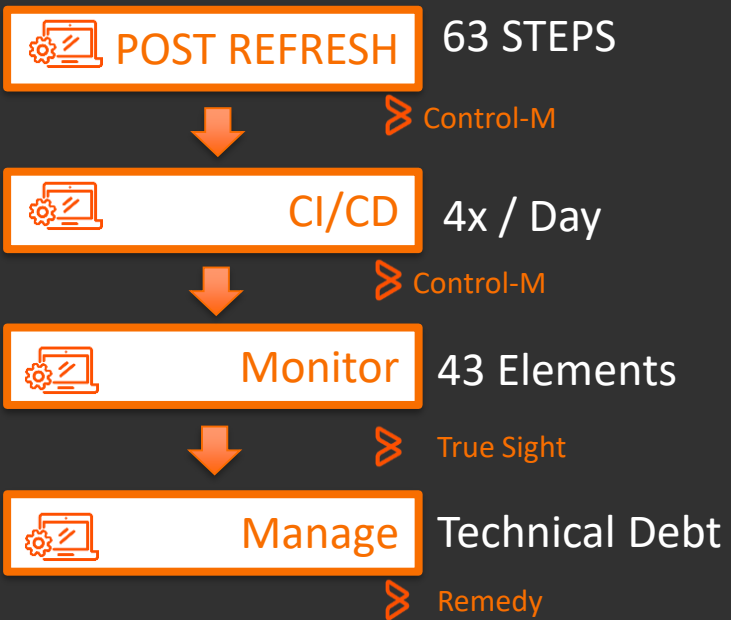 POST REFRESH
63 STEPS
Control-M
CI/CD
4x / Day
Control-M
Monitor
43 Elements
True Sight
Manage
Technical Debt
Remedy